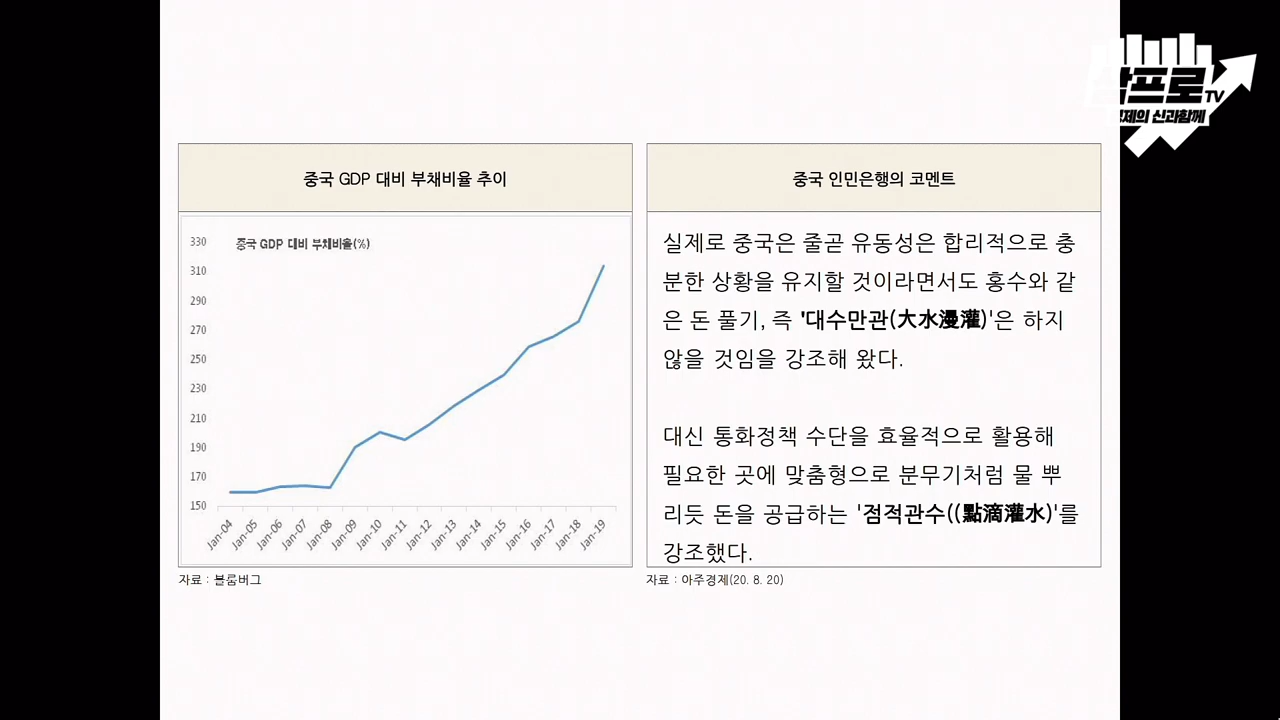 프로TV
경제의 신과함께
중국 GDP 대비 부채비율 추이
중국 GDP 대비 부채비율(%)
330
310
290
270
250
230
210
190
170
150
Jan-04
Jan-05
Jan-06
Jan-07
Jan-08
Jan-09
Jan-10
Jan-11
Jan-12
Jan-13
Jan-14
Jan-15
Jan-16
Jan-17
Jan-18
Jan-19
자료 : 블룸버그
중국 인민은행의 코멘트
실제로 중국은 줄곧 유동성은 합리적으로 충
분한 상황을 유지할 것이라면서도 홍수와 같
은 돈 풀기, 즉 '대수만관(大水漫灌)'은 하지
않을 것임을 강조해 왔다.
대신 통화정책 수단을 효율적으로 활용해
필요한 곳에 맞춤형으로 분무기처럼 물 뿌
리듯 돈을 공급하는 '점적관수((點滴灌水)'를
강조했다.
자료 : 아주경제(20. 8. 20)